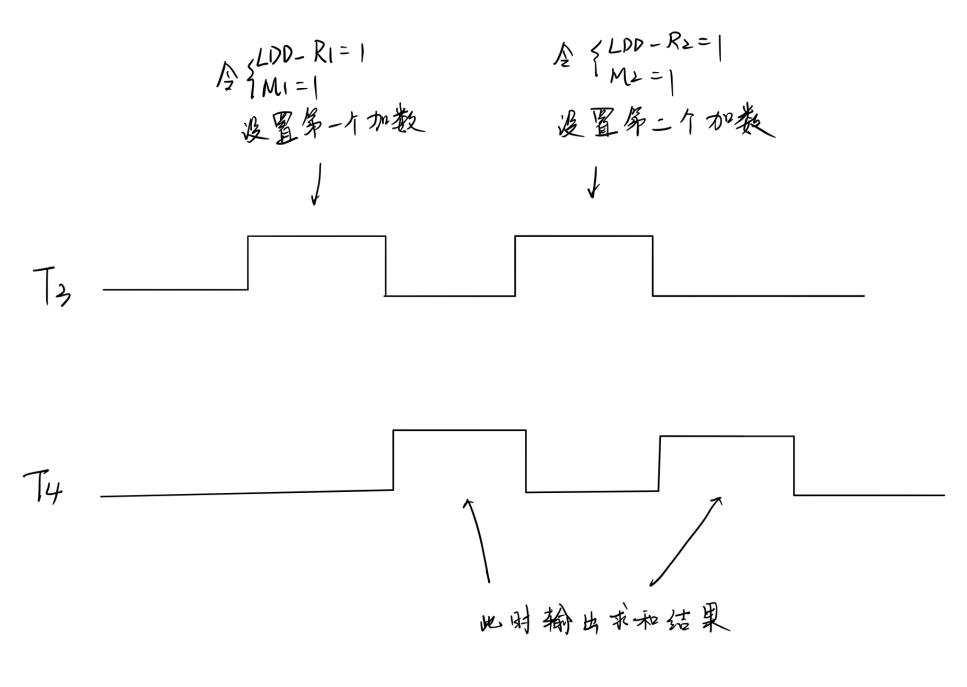 令{LDD-R1=1
M1=1
设置第一个加数
令{LDD-R2=1
M2=1
设置第二个加数
T3
T4
此时输出求和结果